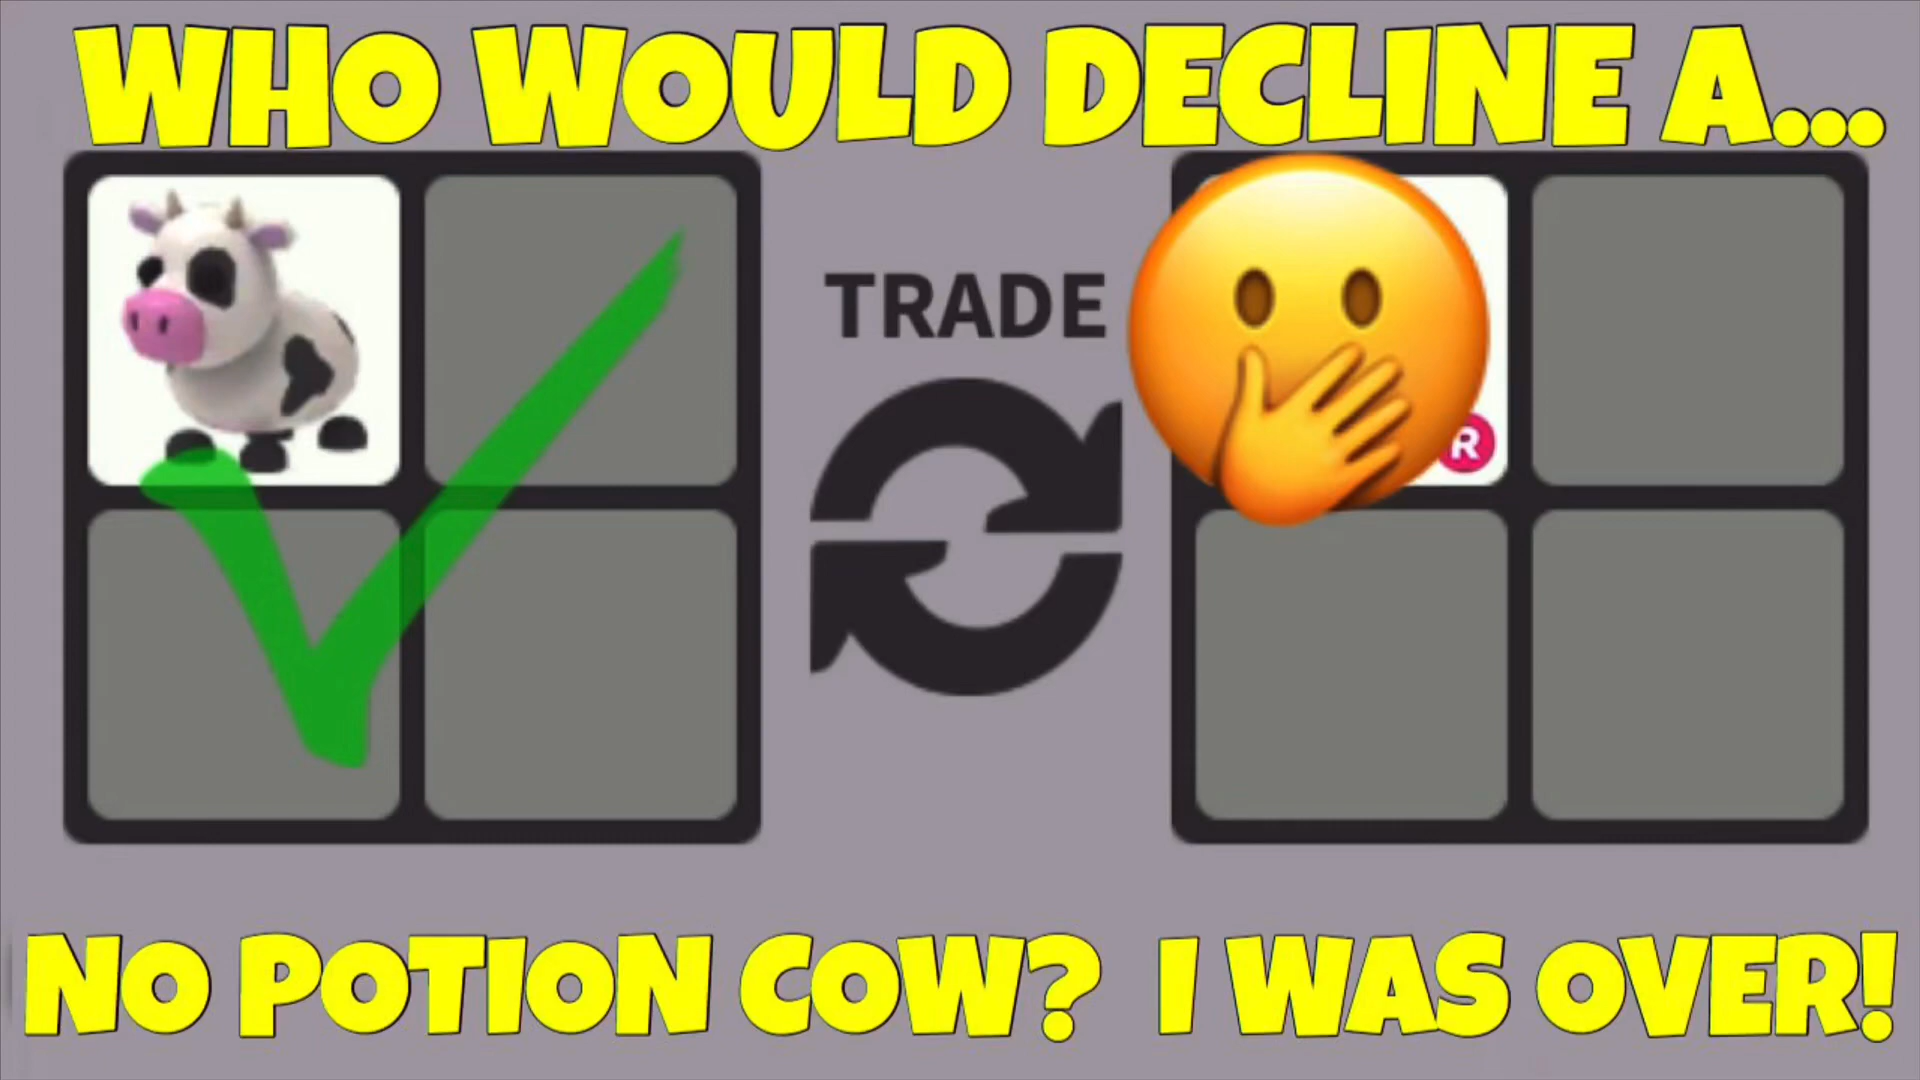 WHO WOULD DECLINE A...
TRADE
R
NO POTION COW? I WAS OVER!